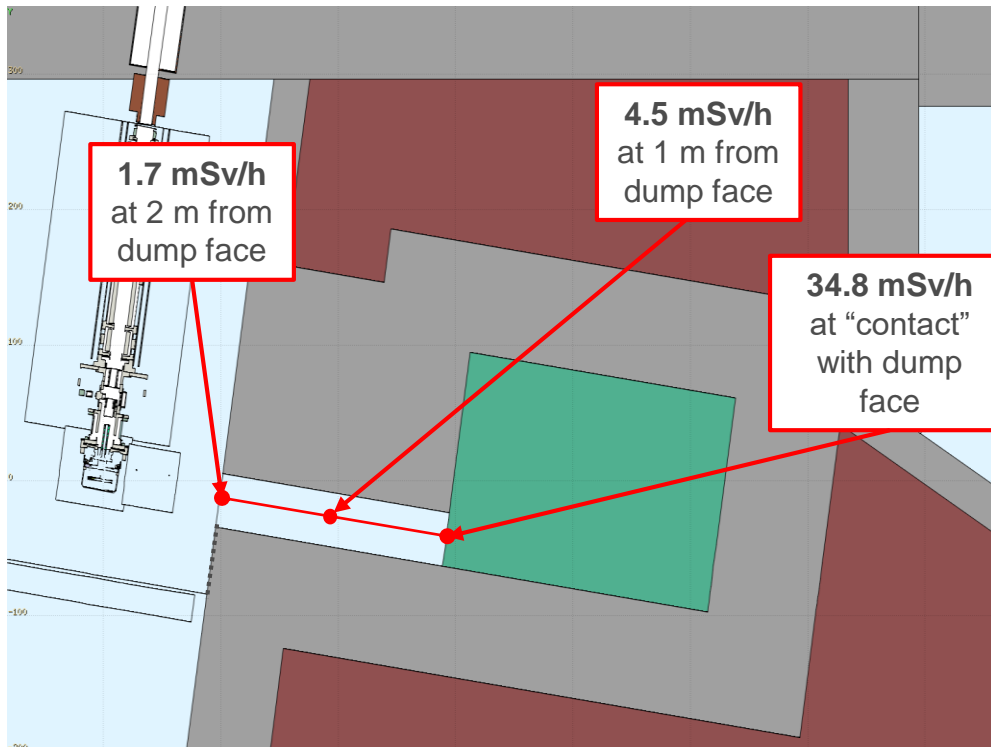 Y
300
200
100
0
-100
-200
1.7 mSv/h
at 2 m from
dump face
4.5 mSv/h
at 1 m from
dump face
34.8 mSv/h
at “contact”
with dump
face